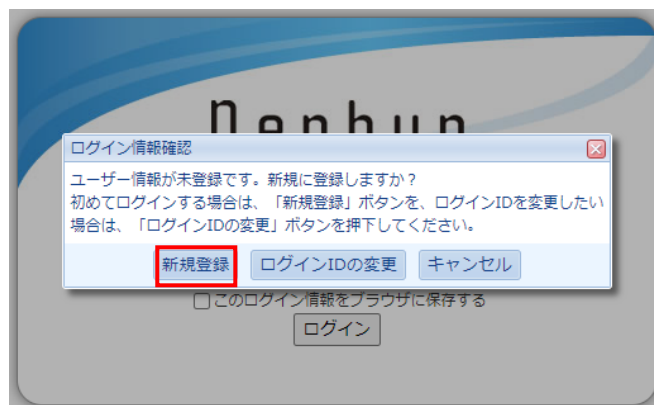 Nenbun
ログイン情報確認
ユーザー情報が未登録です。新規に登録しますか？
初めてログインする場合は、「新規登録」ボタンを、ログインIDを変更したい
場合は、「ログインIDの変更」ボタンを押下してください。
新規登録 ログインIDの変更 キャンセル
このログイン情報をブラウザに保存する
ログイン